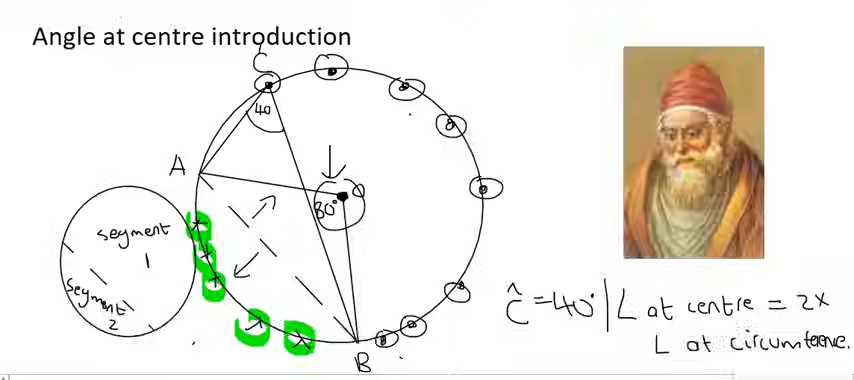 Angle at centre introduction
C
40
A
O
80°
segment
1
segment
2
Ĉ = 40° | ∠ at centre = 2x
∠ at circumference.
B